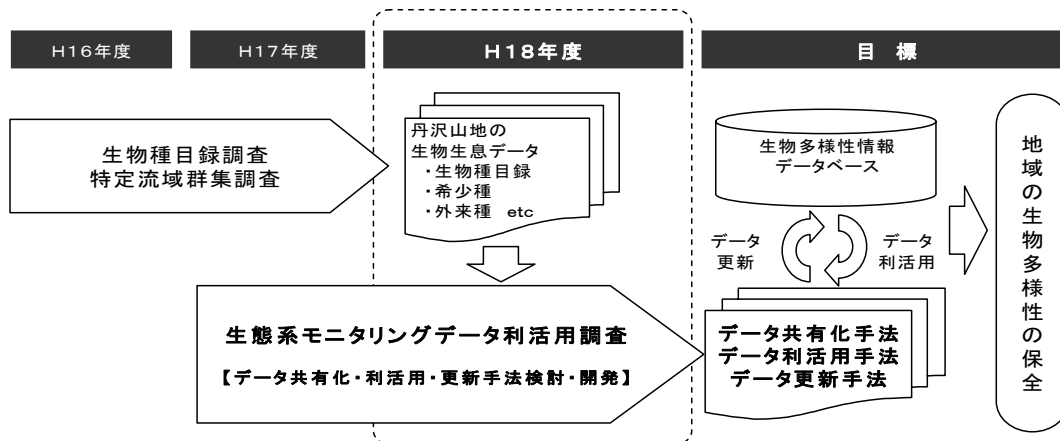 H16年度
H17年度
H18年度
目 標
生物種目録調査
特定流域群集調査
丹沢山地の
生物生息データ
・生物種目録
・希少種
・外来種 etc
生物多様性情報
データベース
データ
更新
データ
利活用
生態系モニタリングデータ利活用調査
【データ共有化・利活用・更新手法検討・開発】
データ共有化手法
データ利活用手法
データ更新手法
地域の生物多様性の保全